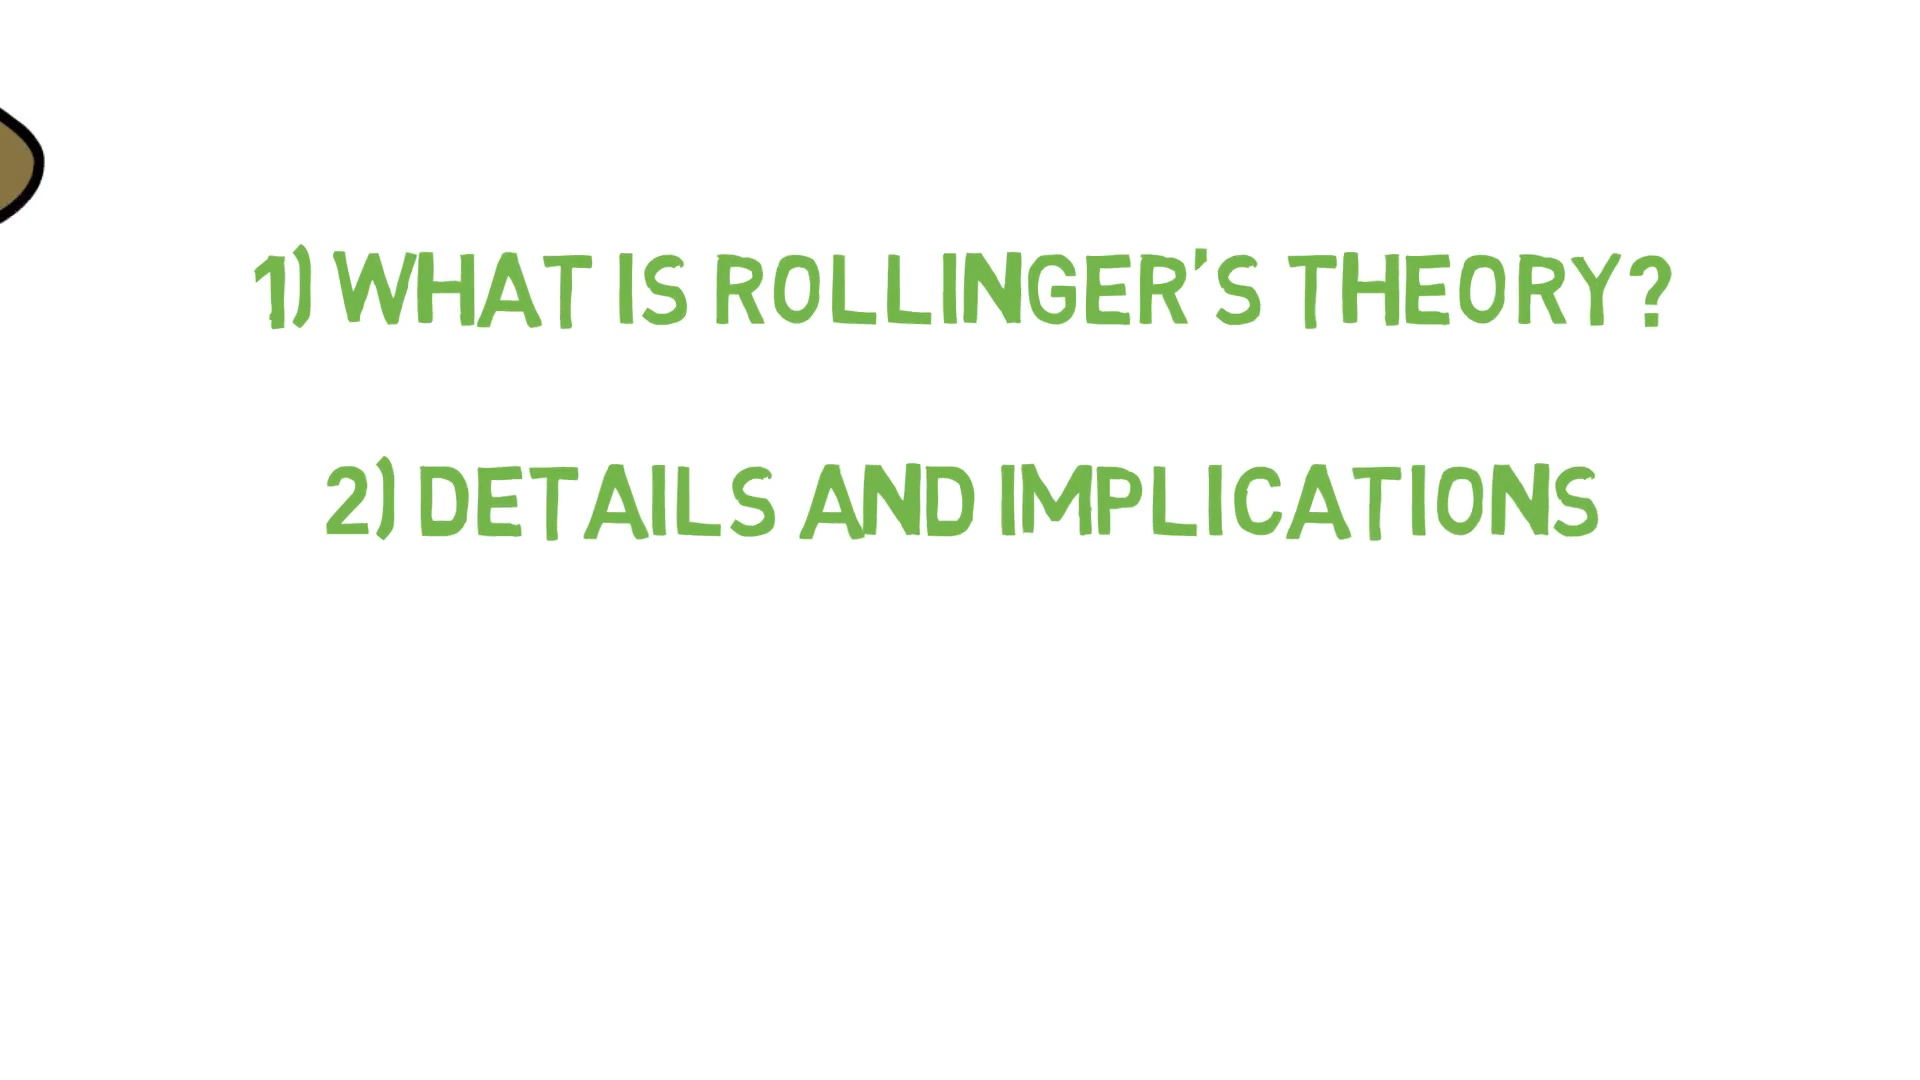 1) WHAT IS ROLLINGER'S THEORY?
2) DETAILS AND IMPLICATIONS